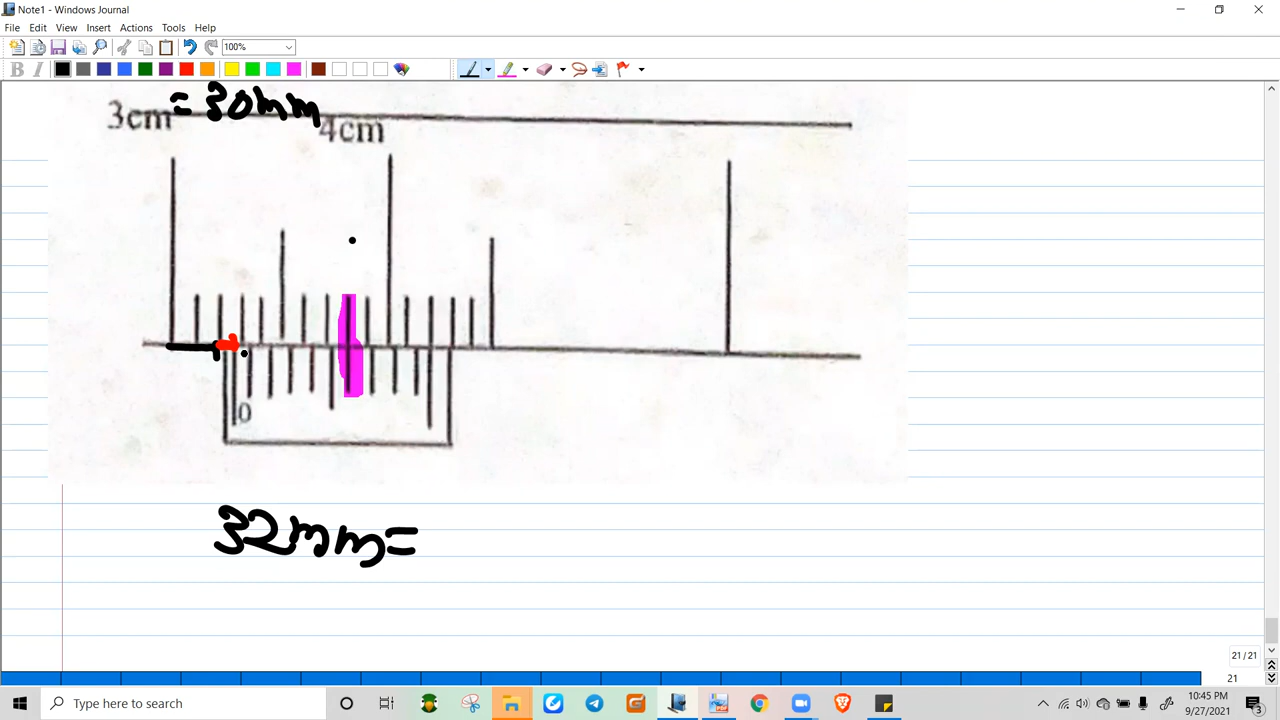 Note1 - Windows Journal
File Edit View Insert Actions Tools Help
100%
B I
= 30mm
3cm
4cm
0
32mm=
21 / 21
21
Type here to search
10:45 PM
9/27/2021
3